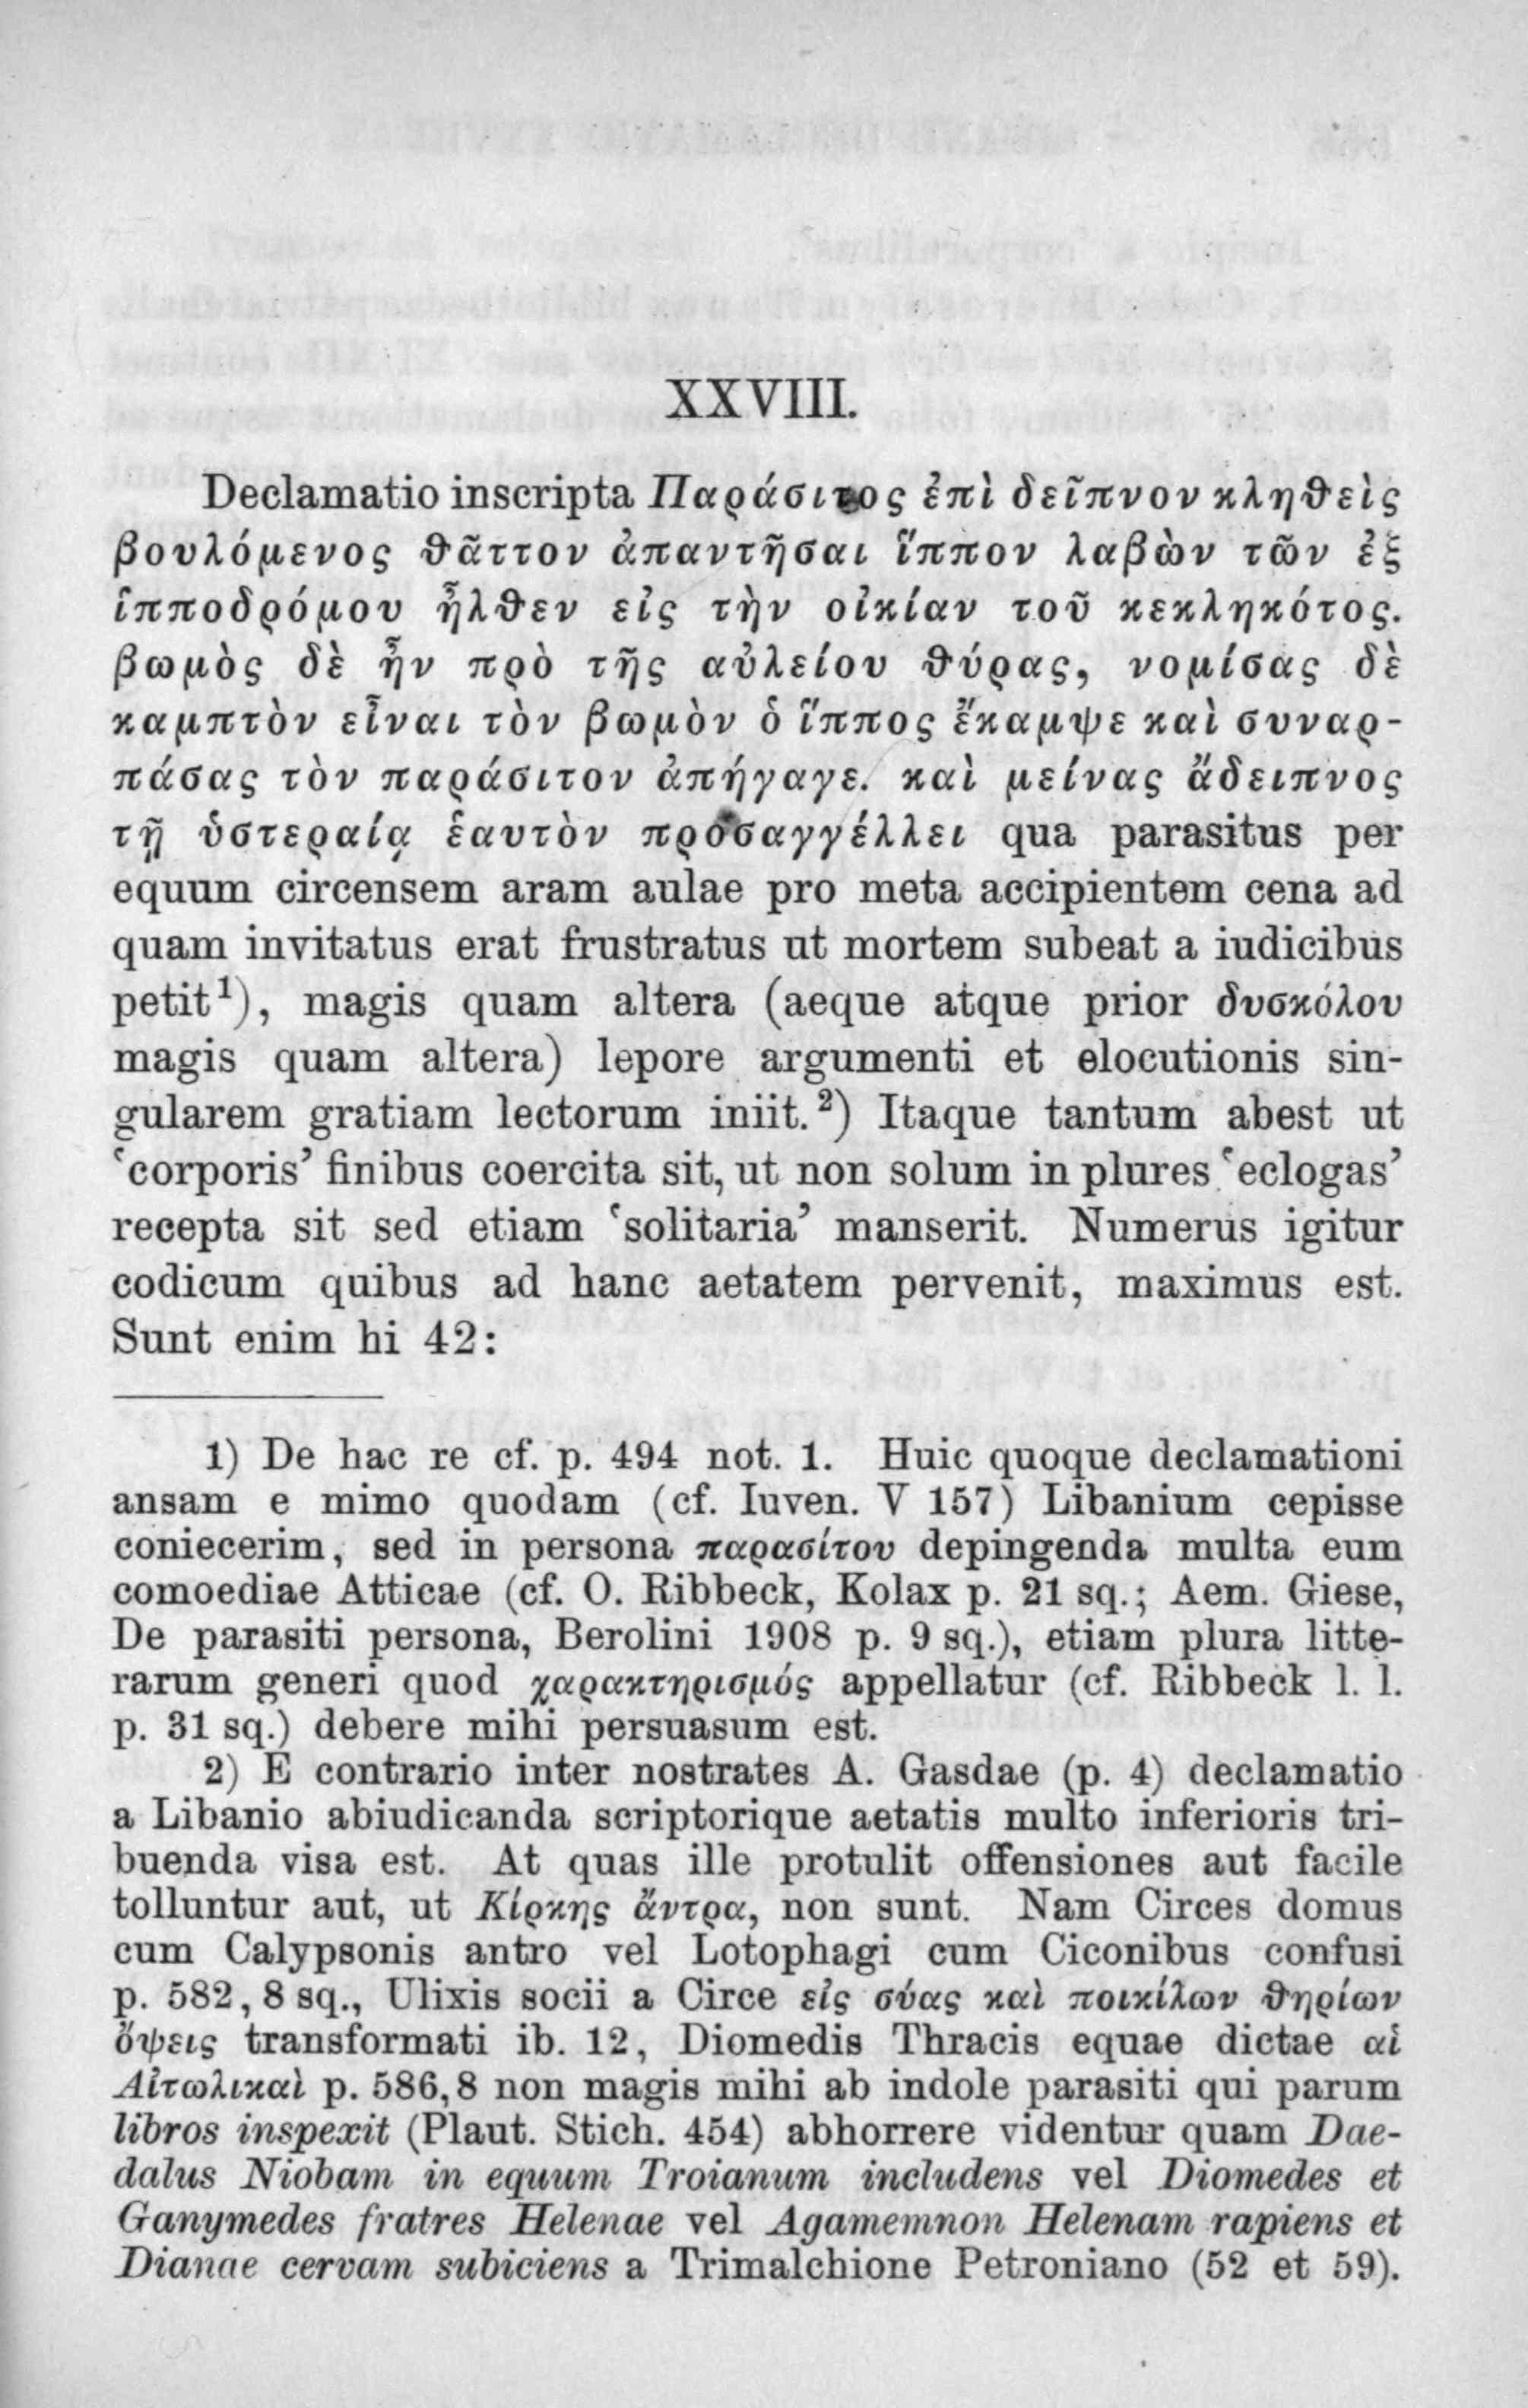 XXVIII.
Declamatio inscripta Παράσιτος ἐπὶ δεῖπνον κληθεὶς
βουλόμενος θᾶττον ἀπαντῆσαι ἵππον λαβὼν τῶν ἐξ
ἱπποδρόμου ἦλθεν εἰς τὴν οἰκίαν τοῦ κεκληκότος.
βωμὸς δὲ ἦν πρὸ τῆς αὐλείου θύρας, νομίσας δὲ
καμπτὸν εἶναι τὸν βωμὸν ὁ ἵππος ἔκαμψε καὶ συναρ-
πάσας τὸν παράσιτον ἀπήγαγε. καὶ μείνας ἄδειπνος
τῇ ὑστεραίᾳ ἑαυτὸν προσαγγέλλει qua parasitus per
equum circensem aram aulae pro meta accipientem cena ad
quam invitatus erat frustratus ut mortem subeat a iudicibus
petit¹), magis quam altera (aeque atque prior δυσκόλου
magis quam altera) lepore argumenti et elocutionis sin-
gularem gratiam lectorum iniit.²) Itaque tantum abest ut
‘corporis’ finibus coercita sit, ut non solum in plures ‘eclogas’
recepta sit sed etiam ‘solitaria’ manserit. Numerus igitur
codicum quibus ad hanc aetatem pervenit, maximus est.
Sunt enim hi 42:
1) De hac re cf. p. 494 not. 1. Huic quoque declamationi
ansam e mimo quodam (cf. Iuven. V 157) Libanium cepisse
coniecerim, sed in persona παρασίτου depingenda multa eum
comoediae Atticae (cf. O. Ribbeck, Kolax p. 21 sq.; Aem. Giese,
De parasiti persona, Berolini 1908 p. 9 sq.), etiam plura litte-
rarum generi quod χαρακτηρισμός appellatur (cf. Ribbeck l. l.
p. 31 sq.) debere mihi persuasum est.
2) E contrario inter nostrates A. Gasdae (p. 4) declamatio
a Libanio abiudicanda scriptorique aetatis multo inferioris tri-
buenda visa est. At quas ille protulit offensiones aut facile
tolluntur aut, ut Κίρκης ἄντρα, non sunt. Nam Circes domus
cum Calypsonis antro vel Lotophagi cum Ciconibus confusi
p. 582, 8 sq., Ulixis socii a Circe εἰς σύας καὶ ποικίλων θηρίων
ὄψεις transformati ib. 12, Diomedis Thracis equae dictae αἱ
Αἰτωλικαὶ p. 586,8 non magis mihi ab indole parasiti qui parum
libros inspexit (Plaut. Stich. 454) abhorrere videntur quam Dae-
dalus Niobam in equum Troianum includens vel Diomedes et
Ganymedes fratres Helenae vel Agamemnon Helenam rapiens et
Dianae cervam subiciens a Trimalchione Petroniano (52 et 59).